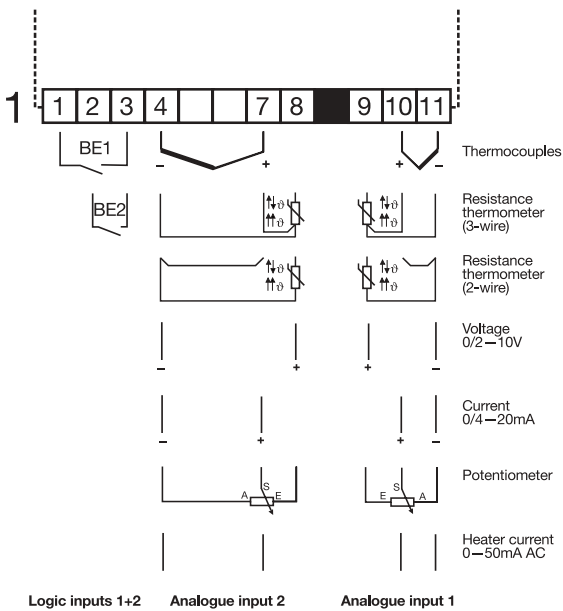 1 1 2 3 4 7 8 9 10 11
BE1 − + + − Thermocouples
BE2 ϑ ϑ Resistance
ϑ ϑ thermometer
(3-wire)
ϑ ϑ Resistance
ϑ ϑ thermometer
(2-wire)
Voltage
0/2—10V
− + + −
Current
0/4—20mA
− + + −
Potentiometer
A S E E S A
Heater current
0—50mA AC
Logic inputs 1+2 Analogue input 2 Analogue input 1